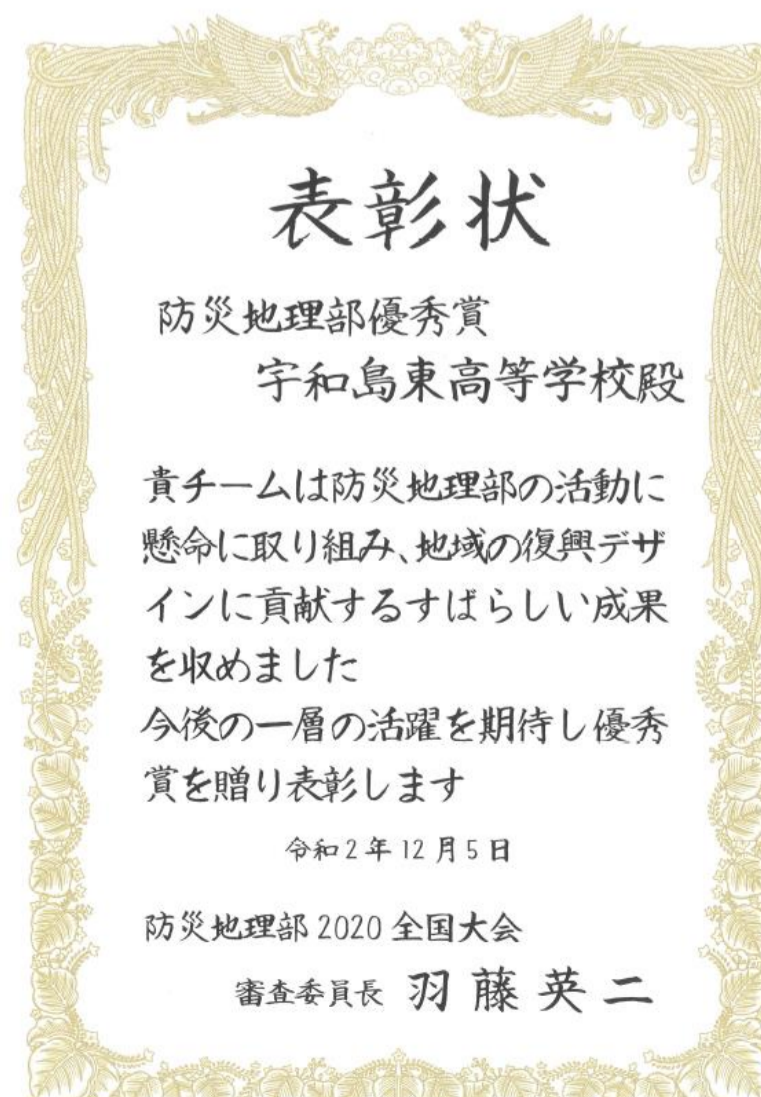 表彰状
防災地理部優秀賞
宇和島東高等学校殿
貴チームは防災地理部の活動に
懸命に取り組み、地域の復興デザ
インに貢献するすばらしい成果
を収めました
今後の一層の活躍を期待し優秀
賞を贈り表彰します
令和2年12月5日
防災地理部2020全国大会
審査委員長 羽藤英二